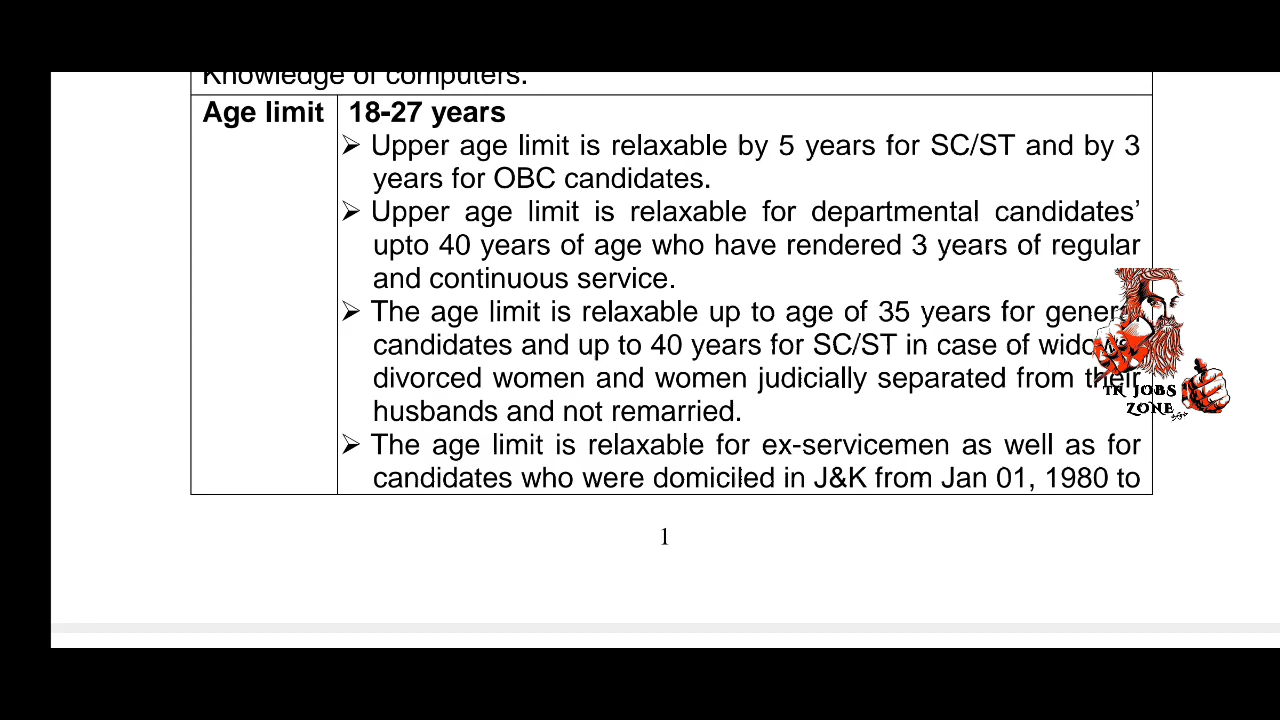 Knowledge of computers.
Age limit 18-27 years
➢ Upper age limit is relaxable by 5 years for SC/ST and by 3
years for OBC candidates.
➢ Upper age limit is relaxable for departmental candidates’
upto 40 years of age who have rendered 3 years of regular
and continuous service.
➢ The age limit is relaxable up to age of 35 years for general
candidates and up to 40 years for SC/ST in case of
divorced women and women judicially separated from their
husbands and not remarried.
➢ The age limit is relaxable for ex-servicemen as well as for
candidates who were domiciled in J&K from Jan 01, 1980 to
1
TN JOBS
ZONE